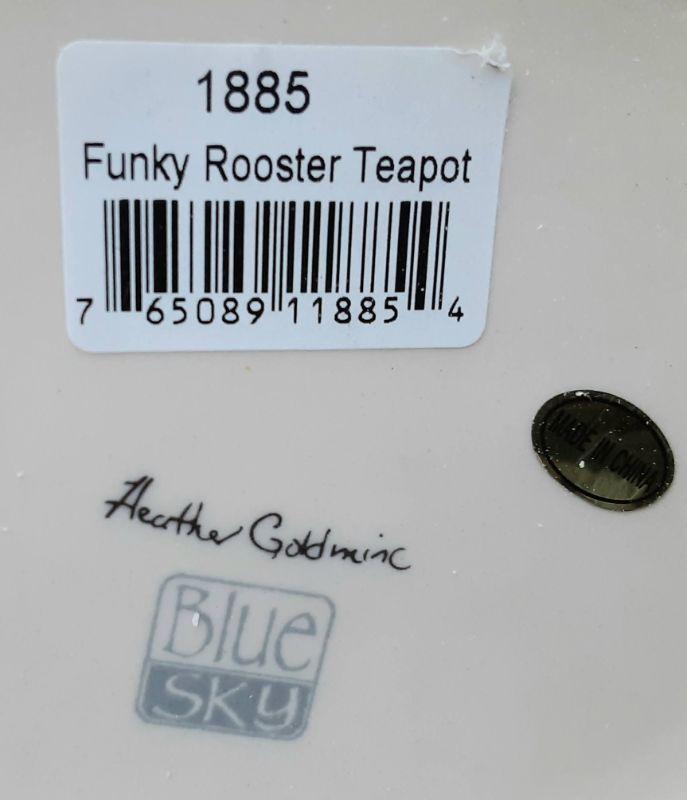 1885
Funky Rooster Teapot
7 65089 11885 4
MADE IN CHINA
Heather Goldminc
Blue
SKY